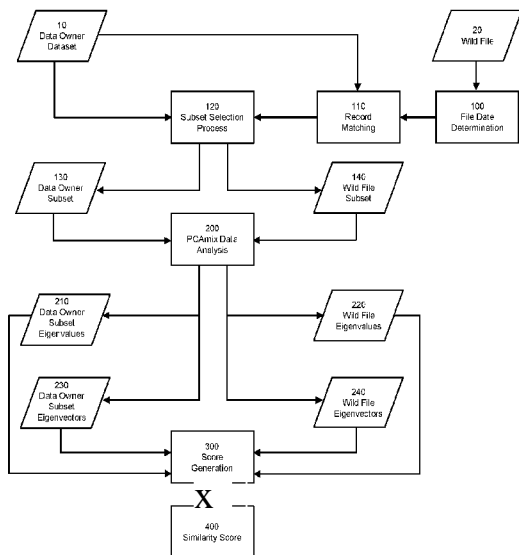 10
Data Owner
Dataset
20
Wild File
120
Subset Selection
Process
110
Record
Matching
100
File Date
Determination
130
Data Owner
Subset
140
Wild File
Subset
200
PCAmix Data
Analysis
210
Data Owner
Subset
Eigenvalues
220
Wild File
Eigenvalues
230
Data Owner
Subset
Eigenvectors
240
Wild File
Eigenvectors
300
Score
Generation
X
400
Similarity Score